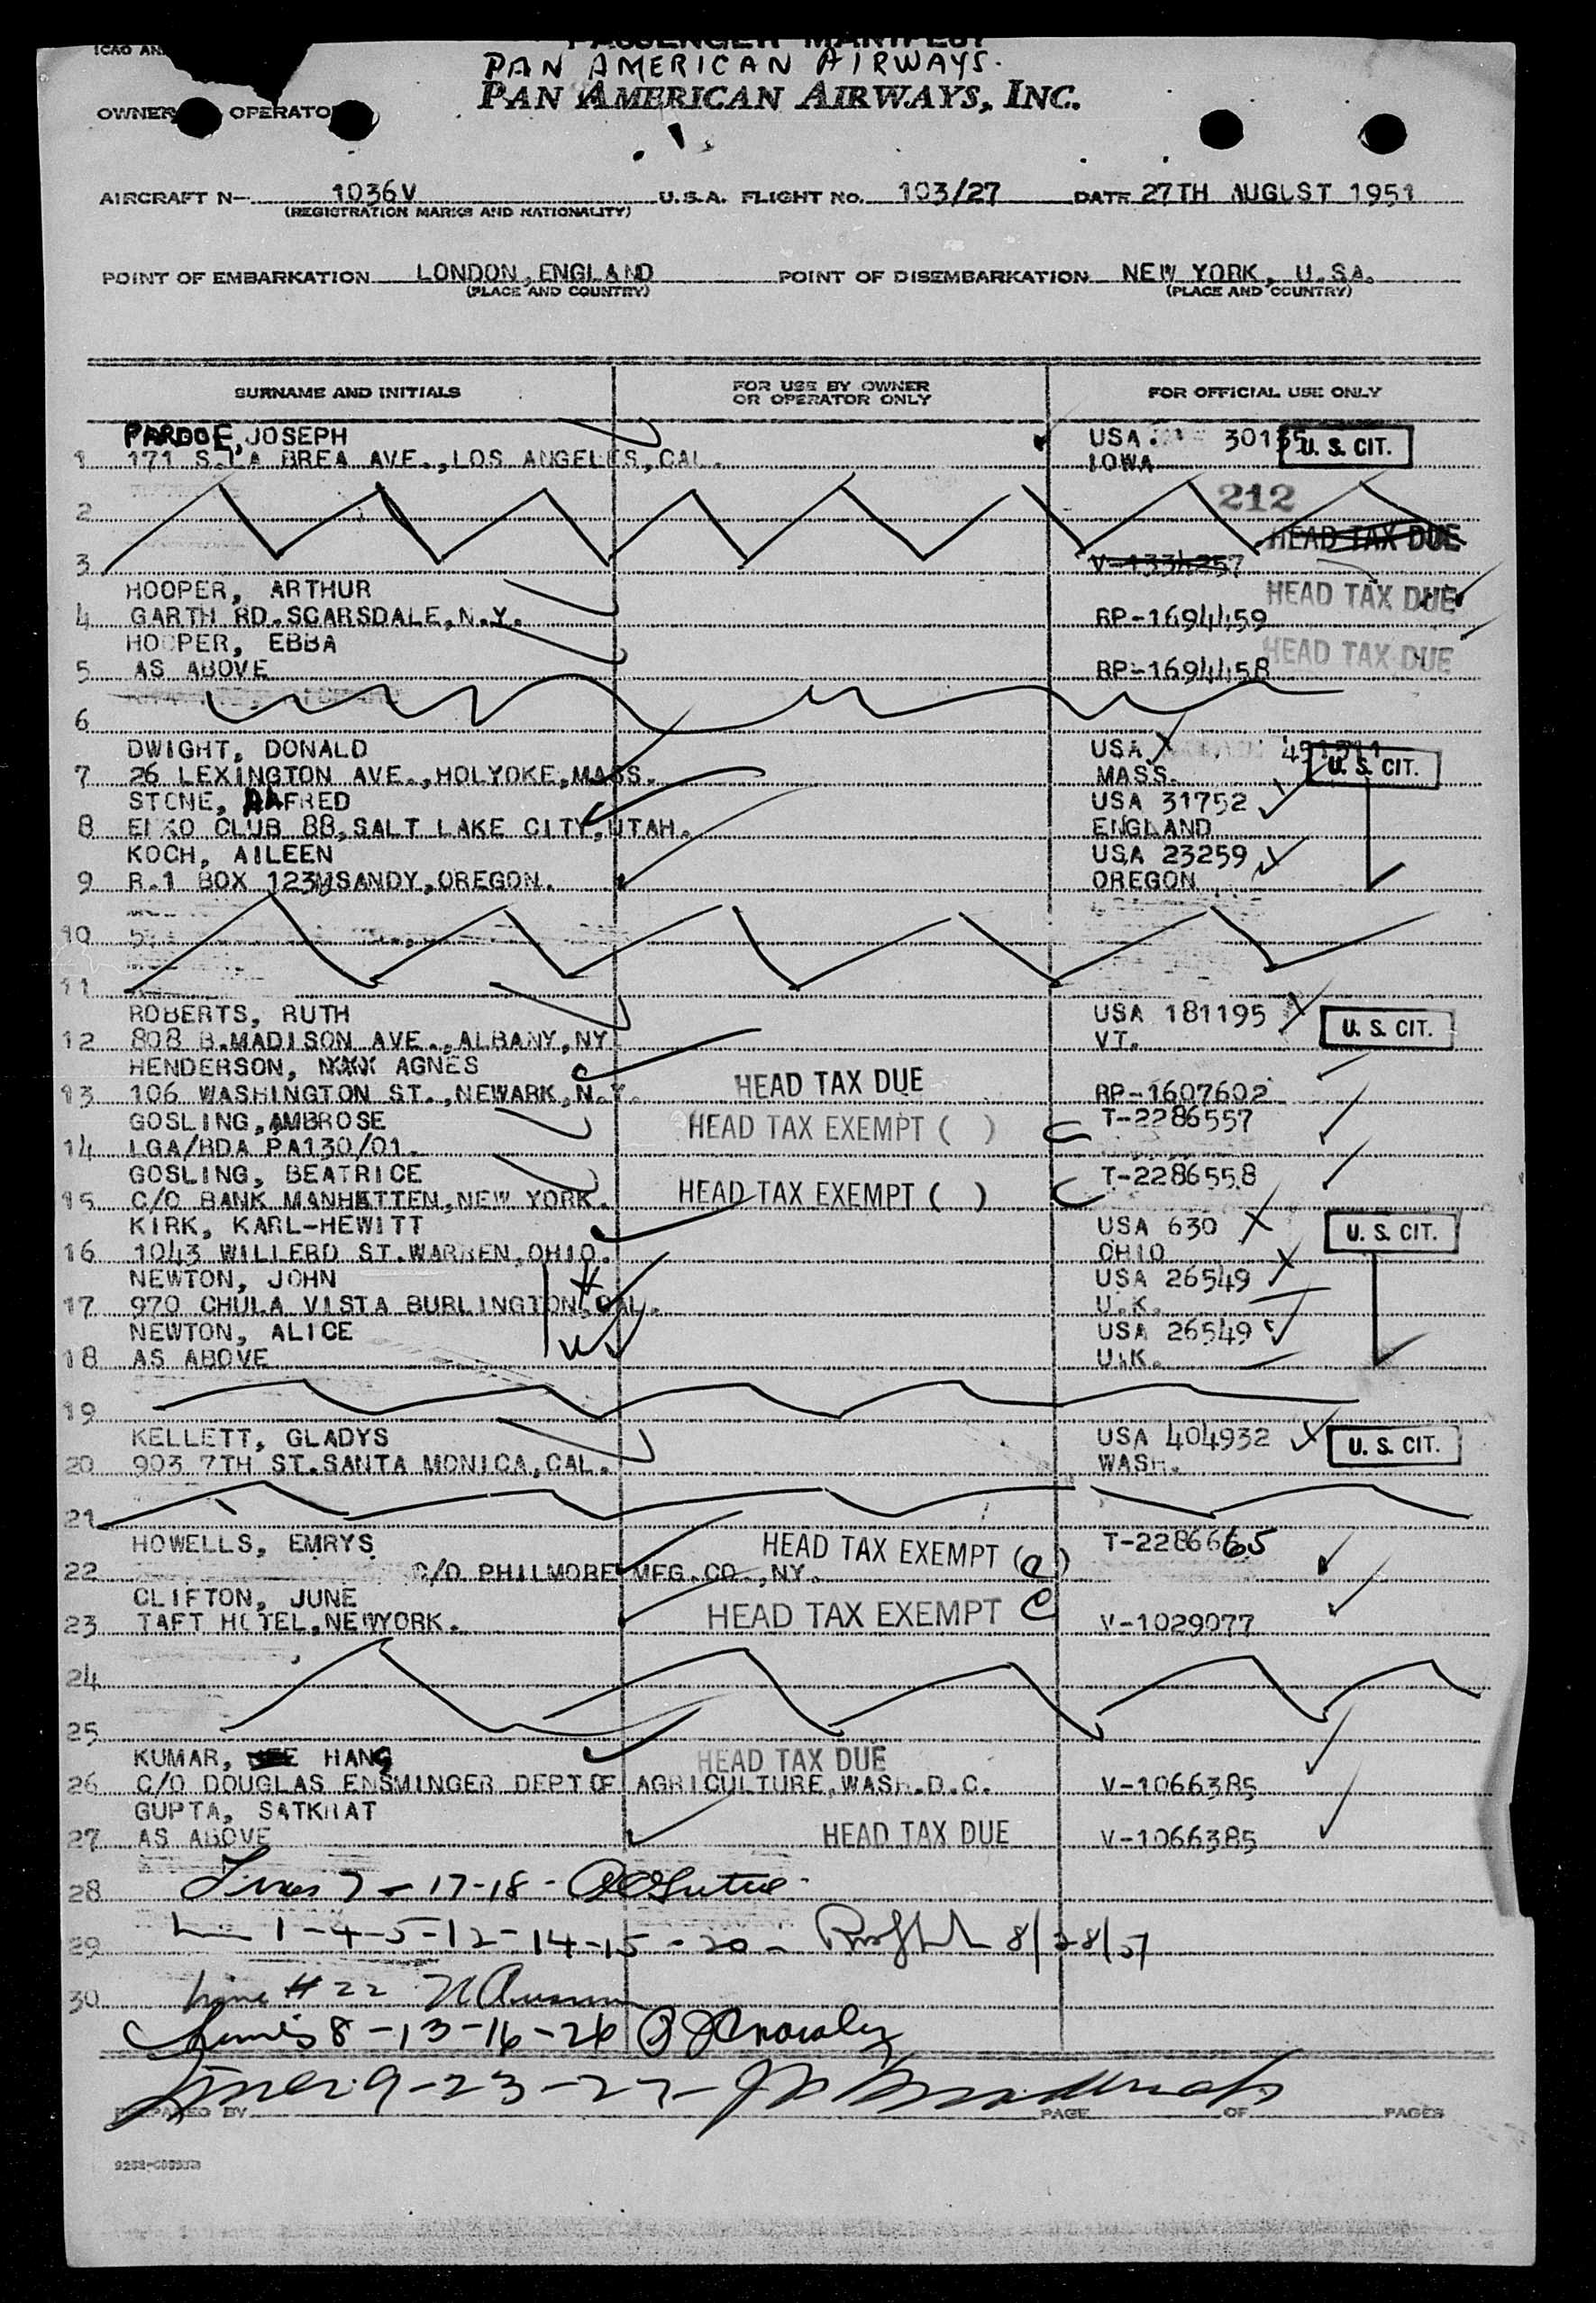 PASSENGER MANIFEST
PAN AMERICAN AIRWAYS.
PAN AMERICAN AIRWAYS, INC.
OWNER OPERATO
AIRCRAFT N 1036V U.S.A. FLIGHT NO. 103/27 DATE 27TH AUGUST 1951
(REGISTRATION MARKS AND NATIONALITY)
POINT OF EMBARKATION LONDON, ENGLAND POINT OF DISEMBARKATION NEW YORK, U.SA.
(PLACE AND COUNTRY) (PLACE AND COUNTRY)
SURNAME AND INITIALS FOR USE BY OWNER OR OPERATOR ONLY FOR OFFICIAL USE ONLY
PARDOE, JOSEPH USA. U. S. CIT.
1 171 S.LA BREA AVE.,LOS ANGELES,CAL. IOWA
2 212
HEAD TAX DUE
3 V-1334257
HOOPER, ARTHUR HEAD TAX DUE
4 GARTH RD.SCARSDALE,N.Y. RP-1694459
HOOPER, EBBA HEAD TAX DUE
5 AS ABOVE RP-1694458
6
DWIGHT, DONALD USA
7 26 LEXINGTON AVE.,HOLYOKE,MASS. MASS. U. S. CIT.
STONE, ALFRED USA 31752
8 CLUB BB,SALT LAKE CITY,UTAH. ENGLAND
KOCH, AILEEN USA 23259
9 R.1 BOX 123 SANDY,OREGON. OREGON
10
11
ROBERTS, RUTH USA 181195 U. S. CIT.
12 808 B.MADISON AVE.,ALBANY,NY VT.
HENDERSON, AGNES
13 106 WASHINGTON ST.,NEWARK,N.Y. HEAD TAX DUE RP-1607602
GOSLING,AMBROSE HEAD TAX EXEMPT ( ) T-2286557
14 LGA/BDA PA130/01.
GOSLING, BEATRICE T-2286558
15 C/O BANK MANHATTEN,NEW YORK. HEAD TAX EXEMPT ( )
KIRK, KARL-HEWITT USA 630 U. S. CIT.
16 1043 WILLERD ST.WARREN,OHIO. OHIO
NEWTON, JOHN USA 26549
17 970 CHULA VISTA BURLINGTON,CAL. U.K.
NEWTON, ALICE USA 26549
18 AS ABOVE U.K.
19
KELLETT, GLADYS USA 404932 U. S. CIT.
20 903 7TH ST.SANTA MONICA,CAL. WASH.
21
HOWELLS, EMRYS HEAD TAX EXEMPT (C) T-2286665
22 C/O PHILMORE MFG.CO.,NY.
CLIFTON, JUNE
23 TAFT HOTEL,NEWYORK. HEAD TAX EXEMPT C V-1029077
24
25
KUMAR, HANG HEAD TAX DUE
26 C/O DOUGLAS ENSMINGER DEPT OF AGRICULTURE,WASH.D.C. V-1066385
GUPTA, SATKRAT
27 AS ABOVE HEAD TAX DUE V-1066385
28 Lines 7 - 17-18 -
29 1-4-5-12-14-15-20- 8/28/51
30 Line # 22
Lines 8-13-16-26
Lines 9-23-27-
PREPARED BY PAGE OF PAGES